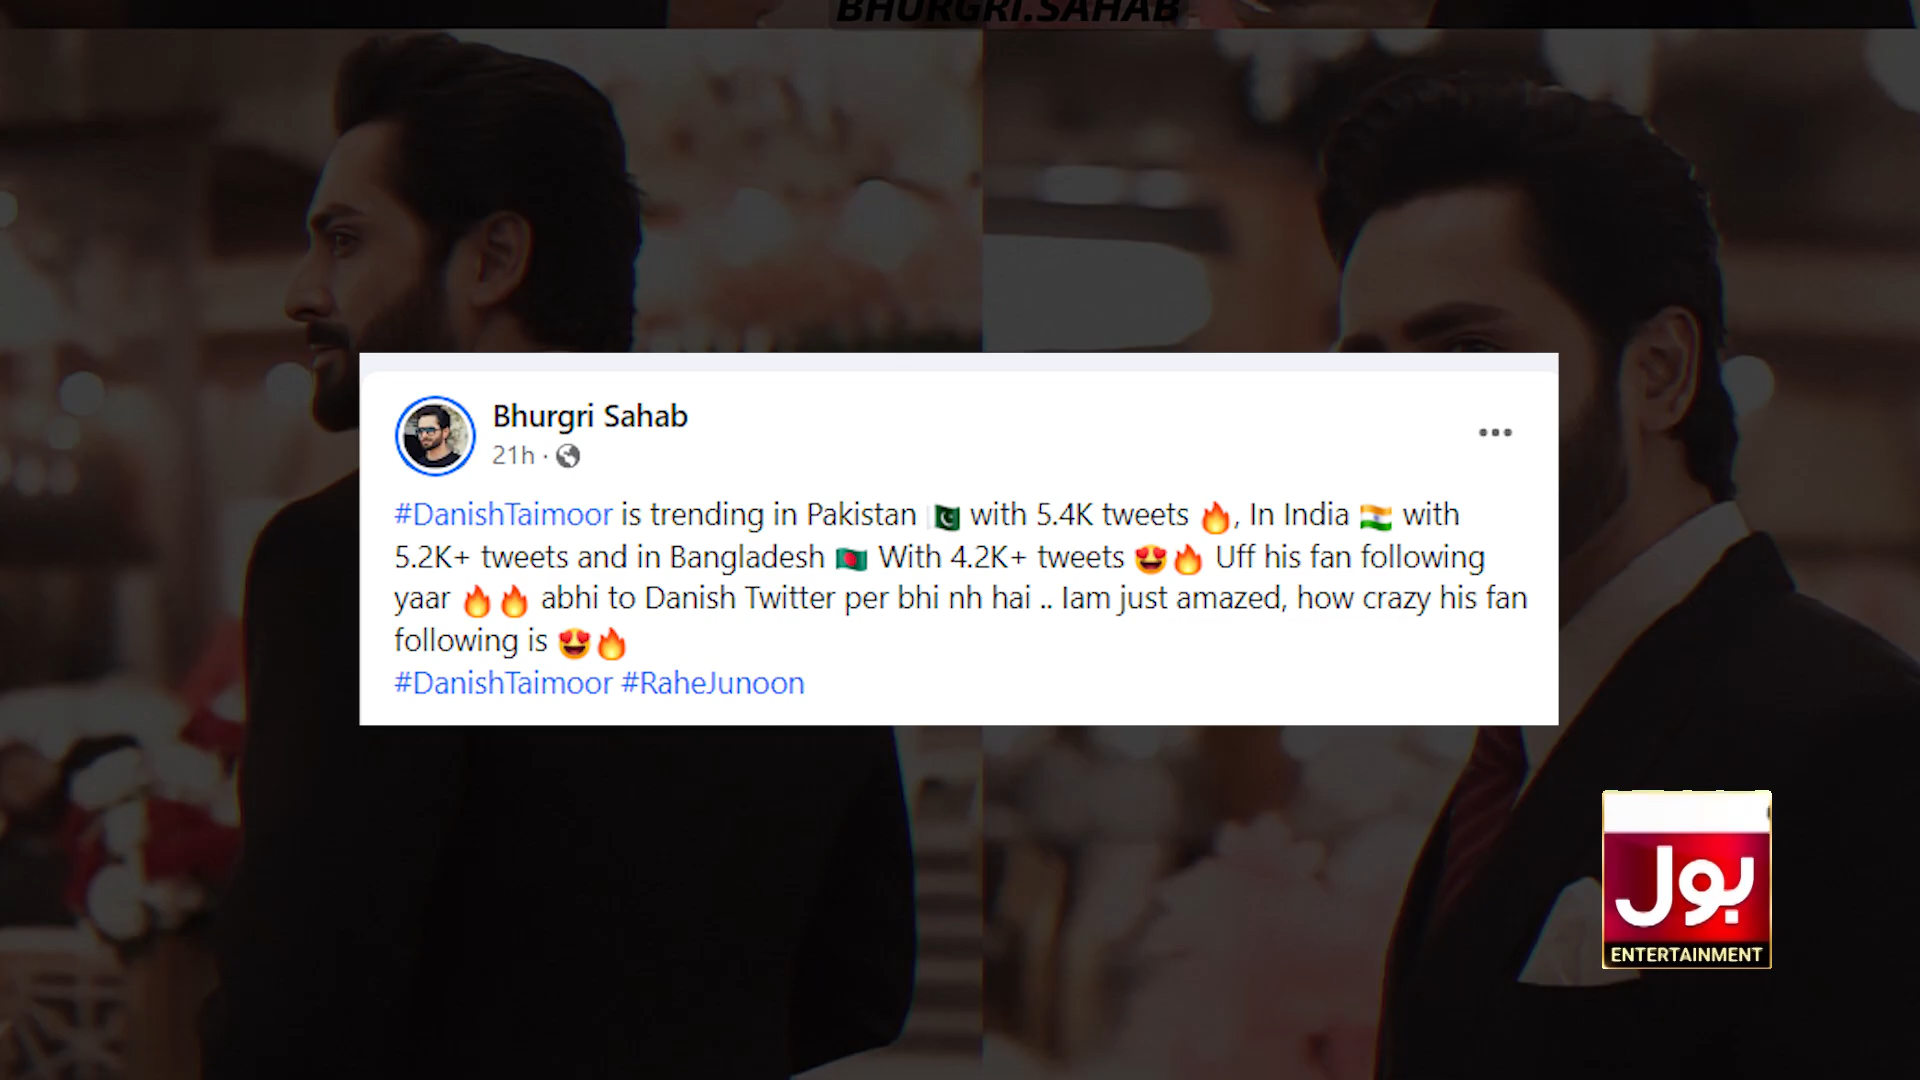 BHURGRI.SAHAB
Bhurgri Sahab
21h ·
#DanishTaimoor is trending in Pakistan 🇵🇰 with 5.4K tweets 🔥, In India 🇮🇳 with
5.2K+ tweets and in Bangladesh 🇧🇩 With 4.2K+ tweets 😍🔥 Uff his fan following
yaar 🔥🔥 abhi to Danish Twitter per bhi nh hai .. Iam just amazed, how crazy his fan
following is 😍🔥
#DanishTaimoor #RaheJunoon
بول
ENTERTAINMENT